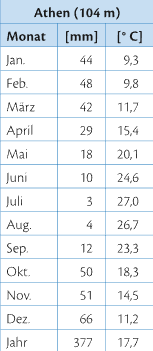 Athen (104 m)
Monat [mm] [° C]
Jan. 44 9,3
Feb. 48 9,8
März 42 11,7
April 29 15,4
Mai 18 20,1
Juni 10 24,6
Juli 3 27,0
Aug. 4 26,7
Sep. 12 23,3
Okt. 50 18,3
Nov. 51 14,5
Dez. 66 11,2
Jahr 377 17,7